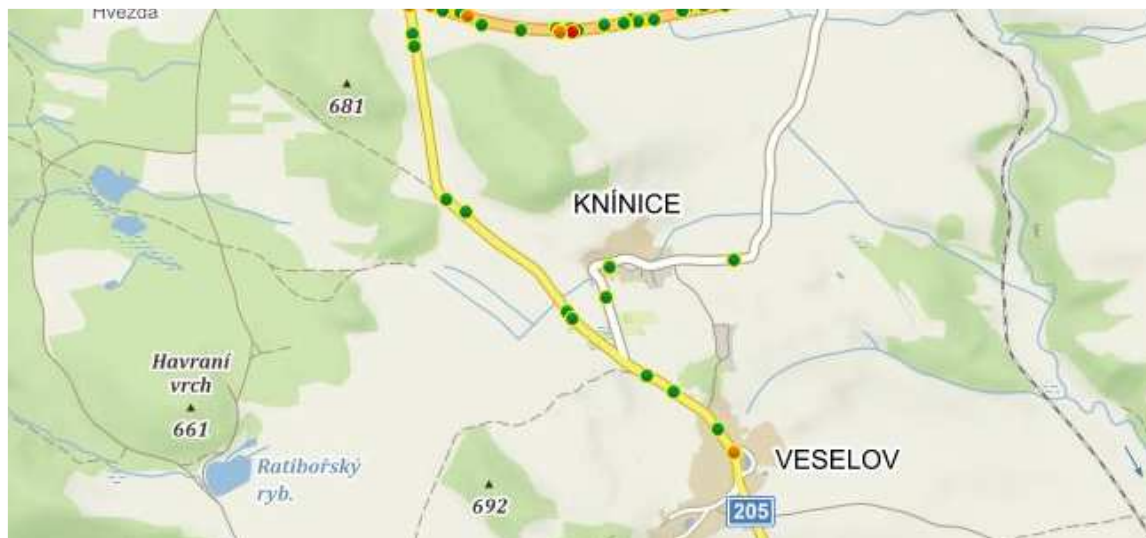 Hvězda
681
KNÍNICE
Havraní
vrch
661
VESELOV
Ratibořský
ryb.
692
205